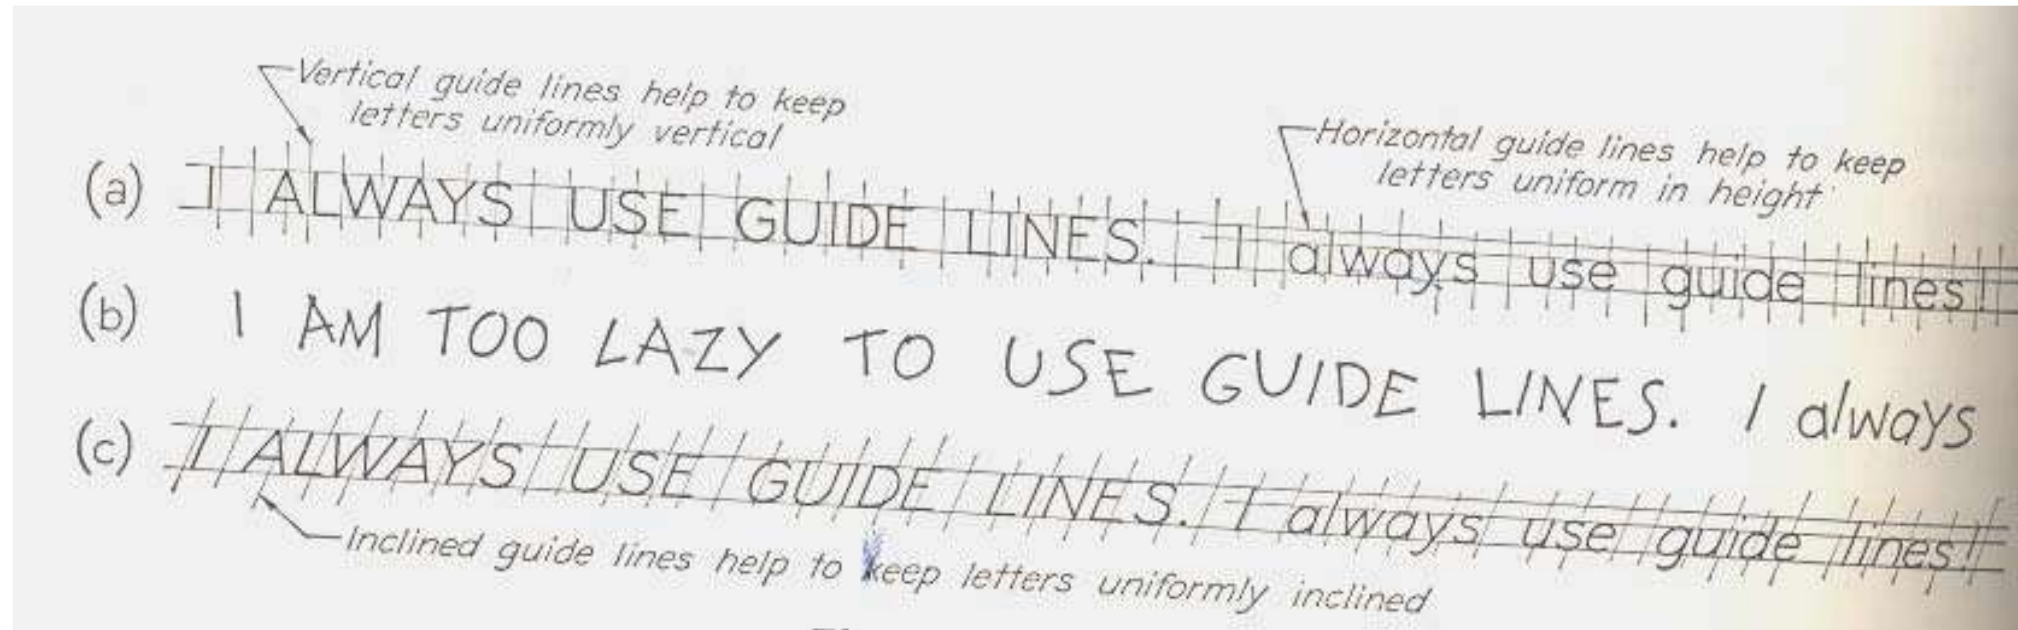 Vertical guide lines help to keep
letters uniformly vertical
Horizontal guide lines help to keep
letters uniform in height
(a) I ALWAYS USE GUIDE LINES. I always use guide lines!
(b) I AM TOO LAZY TO USE GUIDE LINES. I always
(c) I ALWAYS USE GUIDE LINES. I always use guide lines!
Inclined guide lines help to keep letters uniformly inclined